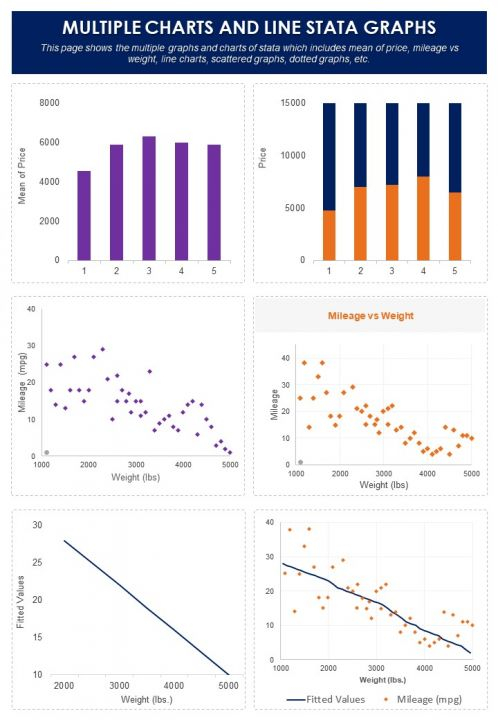 MULTIPLE CHARTS AND LINE STATA GRAPHS
This page shows the multiple graphs and charts of stata which includes mean of price, mileage vs
weight, line charts, scattered graphs, dotted graphs, etc.
Mean of Price
8000
6000
4000
2000
0
1 2 3 4 5
Price
15000
10000
5000
0
1 2 3 4 5
Mileage (mpg)
40
30
20
10
0
1000 2000 3000 4000 5000
Weight (lbs)
Mileage vs Weight
Mileage
40
30
20
10
0
1000 2000 3000 4000 5000
Weight (lbs)
Fitted Values
30
25
20
15
10
2000 3000 4000 5000
Weight (lbs.)
40
30
20
10
0
1000 2000 3000 4000 5000
Weight (lbs.)
Fitted Values Mileage (mpg)